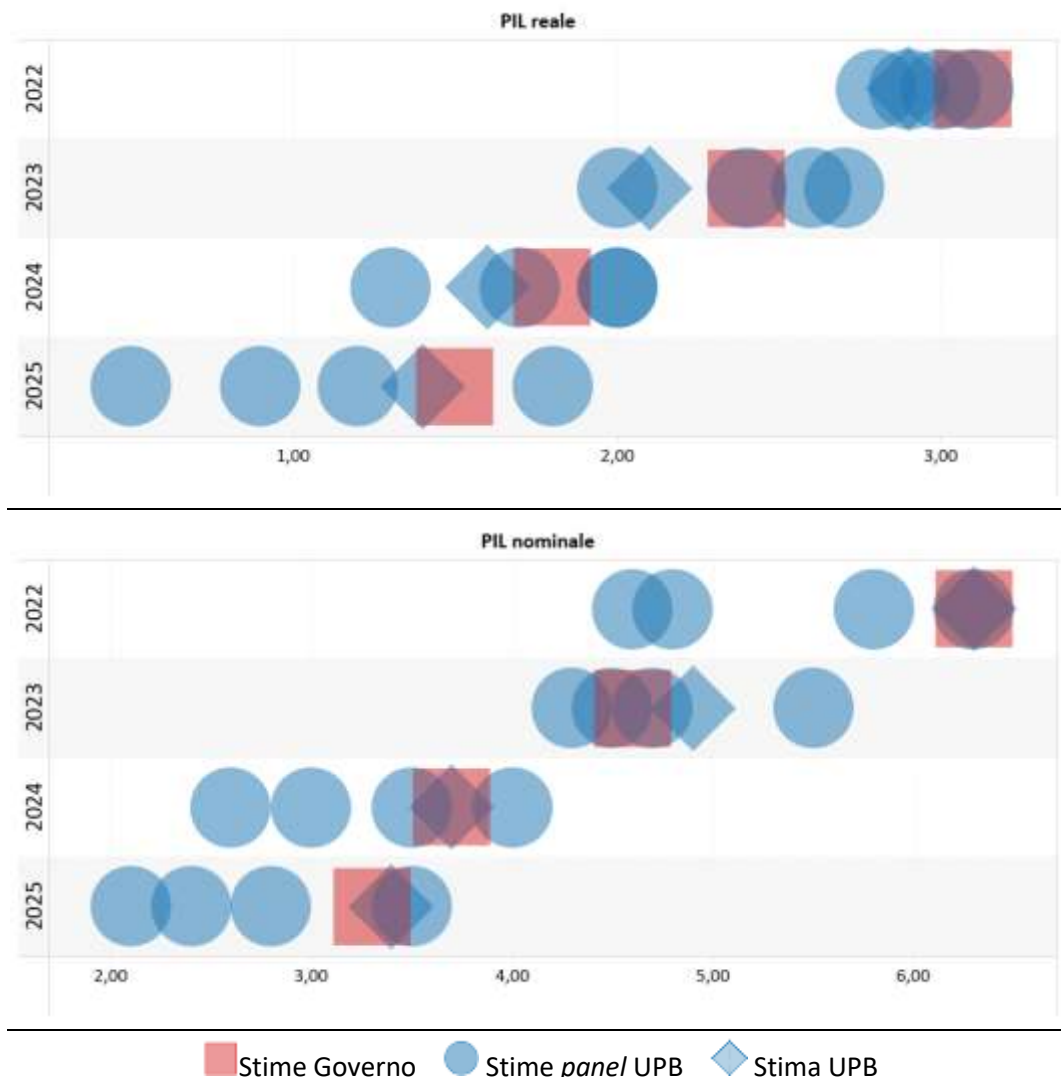 PIL reale
2022
2023
2024
2025
1,00 2,00 3,00
PIL nominale
2022
2023
2024
2025
2,00 3,00 4,00 5,00 6,00
Stime Governo Stime panel UPB Stima UPB